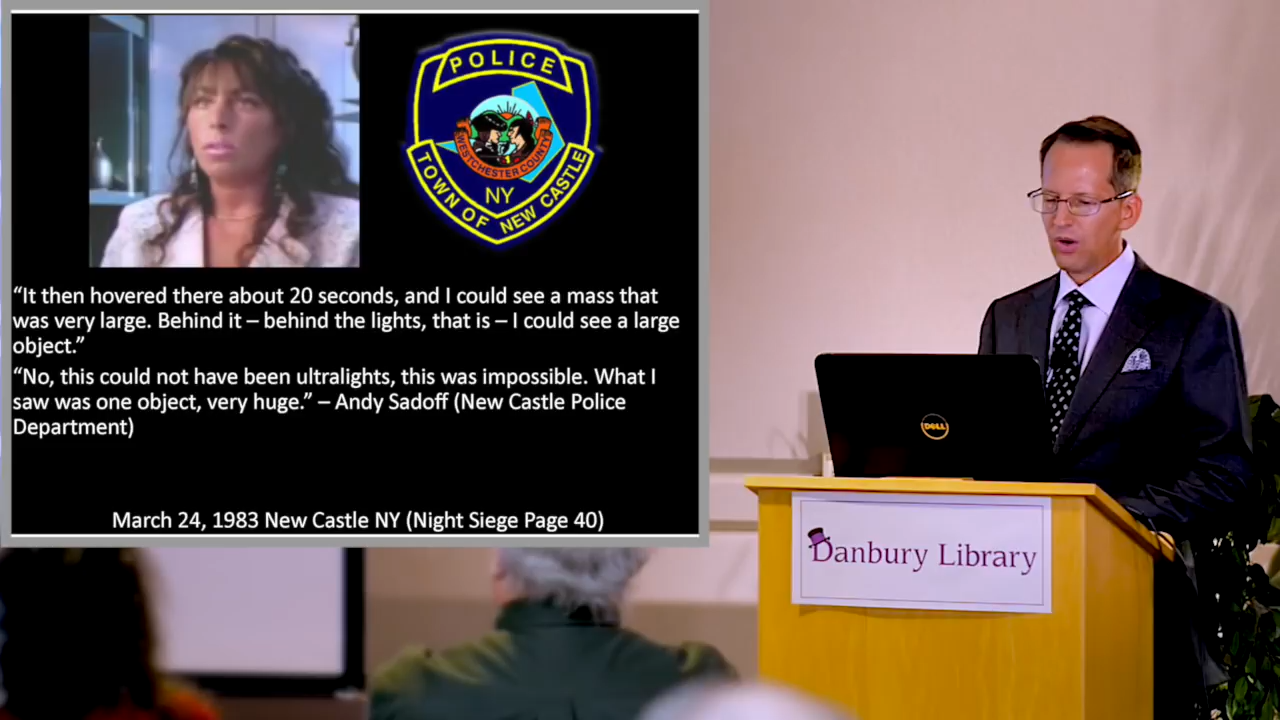 POLICE
WESTCHESTER COUNTY
NY
TOWN OF NEW CASTLE
“It then hovered there about 20 seconds, and I could see a mass that
was very large. Behind it – behind the lights, that is – I could see a large
object.”
“No, this could not have been ultralights, this was impossible. What I
saw was one object, very huge.” – Andy Sadoff (New Castle Police
Department)
March 24, 1983 New Castle NY (Night Siege Page 40)
DELL
Danbury Library